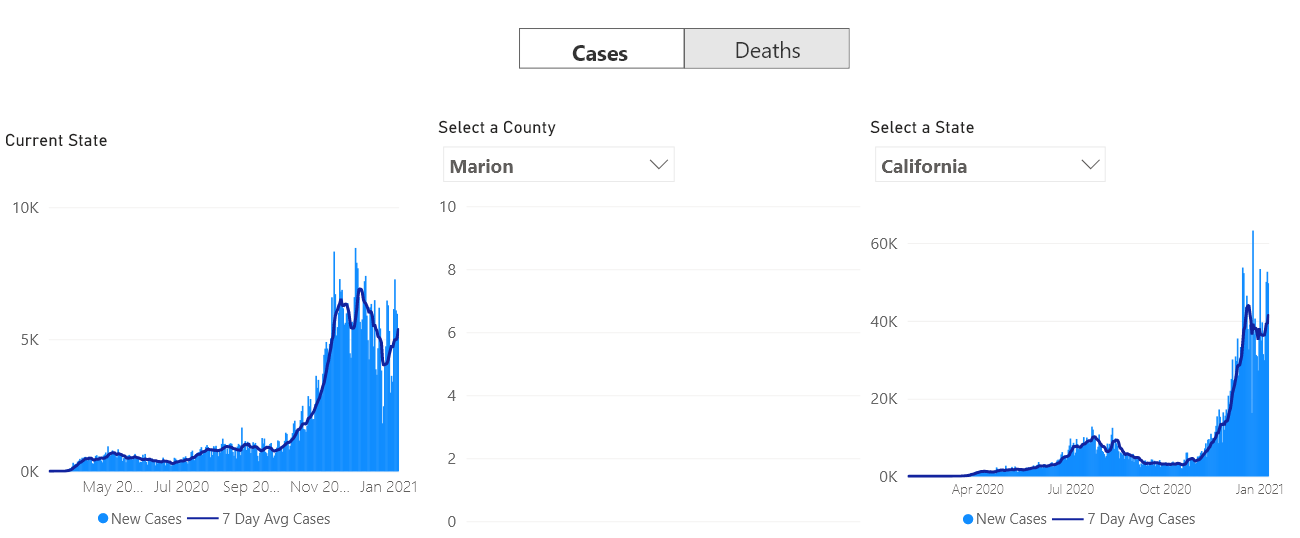 Cases Deaths
Current State
Select a County
Marion
Select a State
California
10K
5K
0K
May 20... Jul 2020 Sep 20... Nov 20... Jan 2021
New Cases 7 Day Avg Cases
10
8
6
4
2
0
60K
40K
20K
0K
Apr 2020 Jul 2020 Oct 2020 Jan 2021
New Cases 7 Day Avg Cases